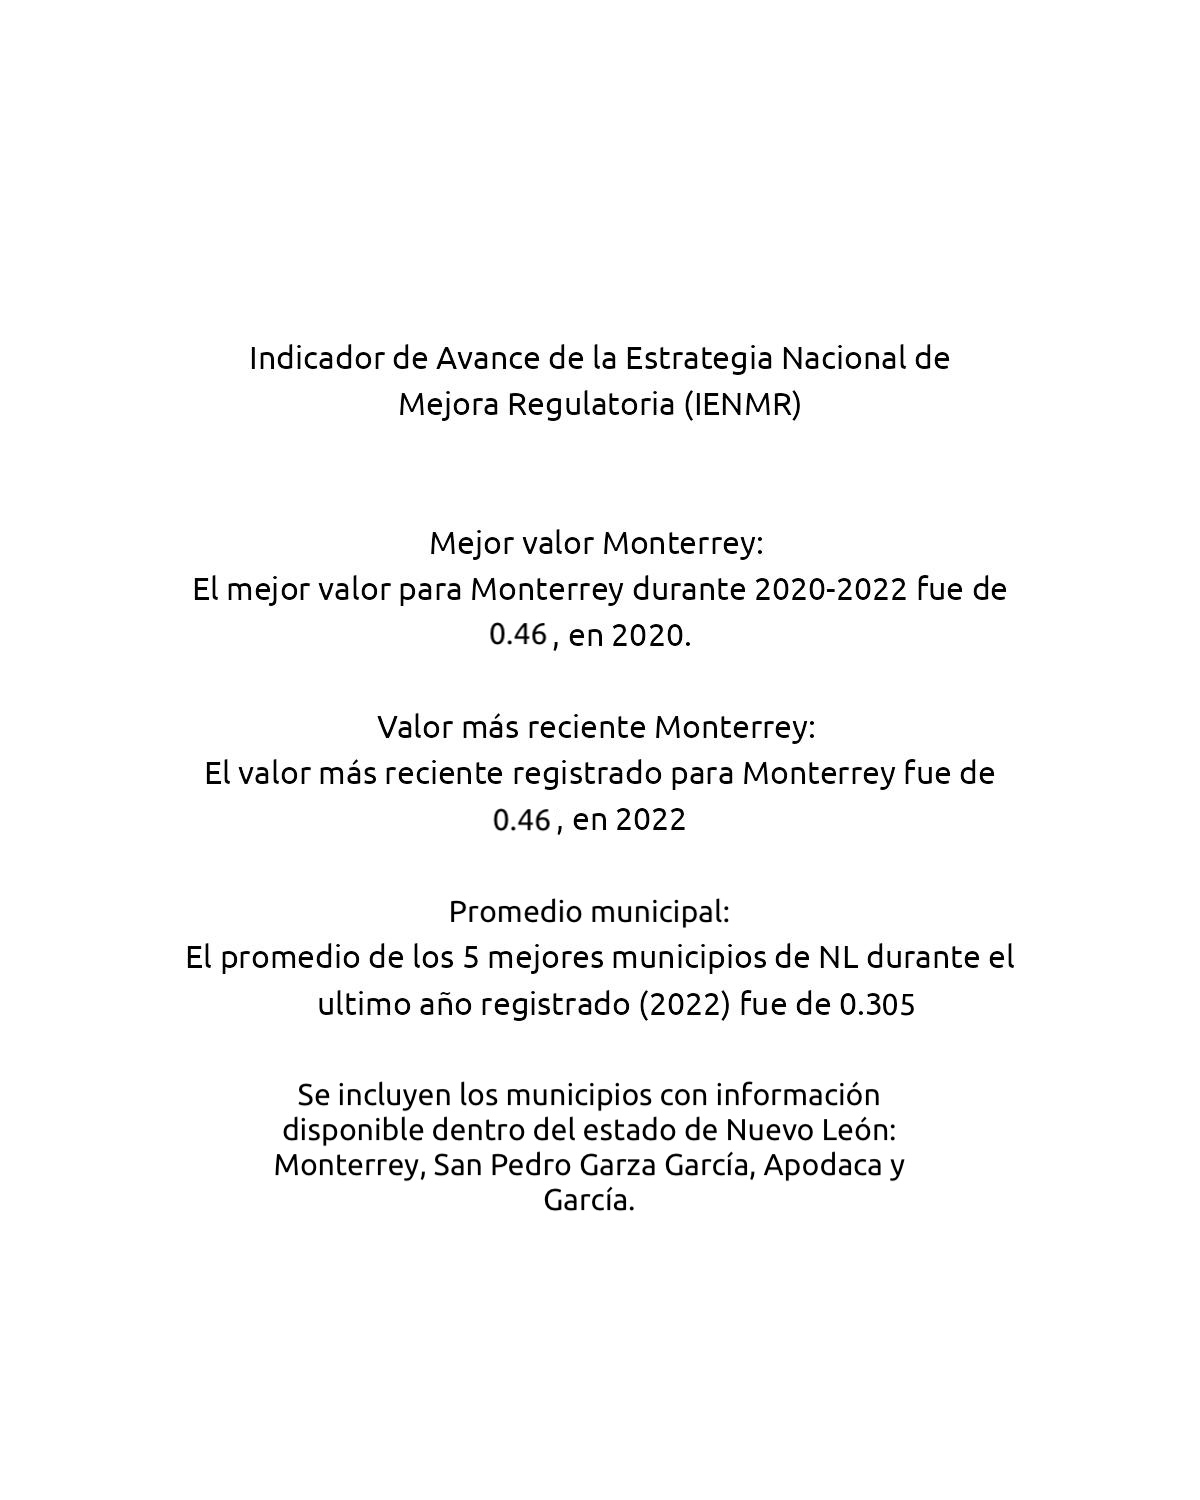 Indicador de Avance de la Estrategia Nacional de
Mejora Regulatoria (IENMR)
Mejor valor Monterrey:
El mejor valor para Monterrey durante 2020-2022 fue de
0.46 , en 2020.
Valor más reciente Monterrey:
El valor más reciente registrado para Monterrey fue de
0.46 , en 2022
Promedio municipal:
El promedio de los 5 mejores municipios de NL durante el
ultimo año registrado (2022) fue de 0.305
Se incluyen los municipios con información
disponible dentro del estado de Nuevo León:
Monterrey, San Pedro Garza García, Apodaca y
García.